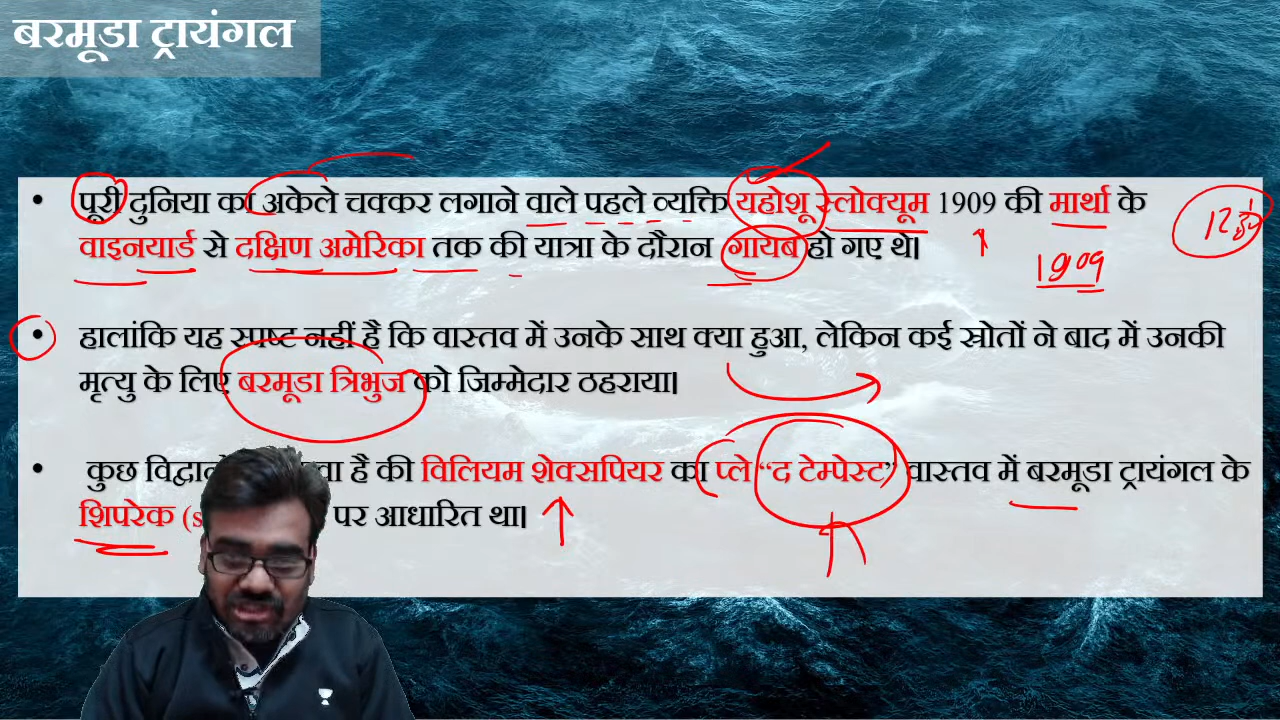 बरमूडा ट्रायंगल
• पूरी दुनिया का अकेले चक्कर लगाने वाले पहले व्यक्ति यहोशू स्लोक्यूम 1909 की मार्था के
वाइनयार्ड से दक्षिण अमेरिका तक की यात्रा के दौरान गायब हो गए थे।
1909
• हालांकि यह स्पष्ट नहीं है कि वास्तव में उनके साथ क्या हुआ, लेकिन कई स्रोतों ने बाद में उनकी
मृत्यु के लिए बरमूडा त्रिभुज को जिम्मेदार ठहराया।
• कुछ है की विलियम शेक्सपियर का प्ले “द टेम्पेस्ट” वास्तव में बरमूडा ट्रायंगल के
शिपरेक (s पर आधारित था।